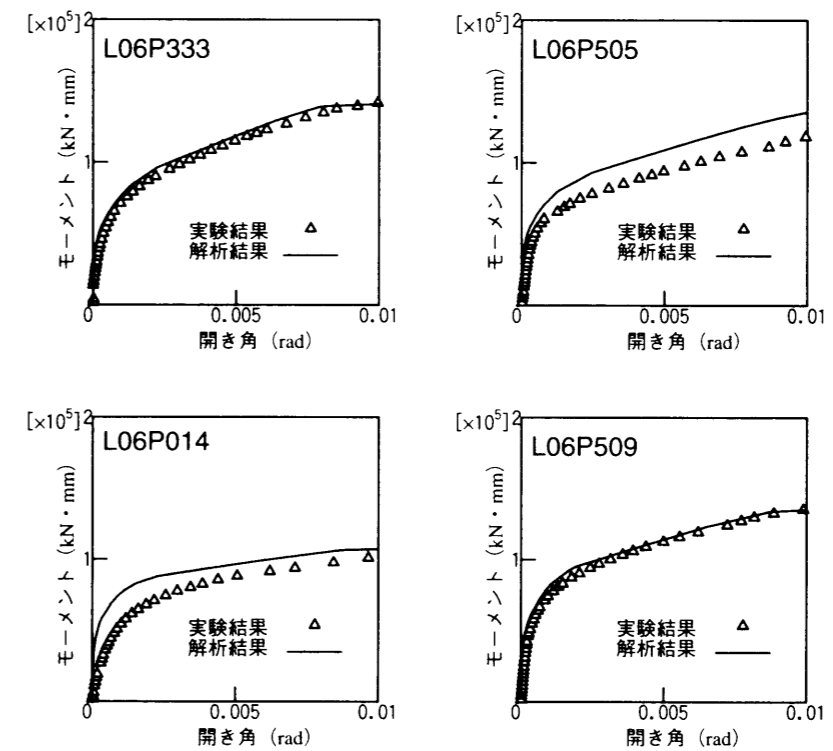 [×10⁵]2
L06P333
1
モーメント (kN・mm)
実験結果 △
解析結果
0
0.005
0.01
開き角 (rad)
[×10⁵]2
L06P505
1
モーメント (kN・mm)
実験結果 △
解析結果
0
0.005
0.01
開き角 (rad)
[×10⁵]2
L06P014
1
モーメント (kN・mm)
実験結果 △
解析結果
0
0.005
0.01
開き角 (rad)
[×10⁵]2
L06P509
1
モーメント (kN・mm)
実験結果 △
解析結果
0
0.005
0.01
開き角 (rad)